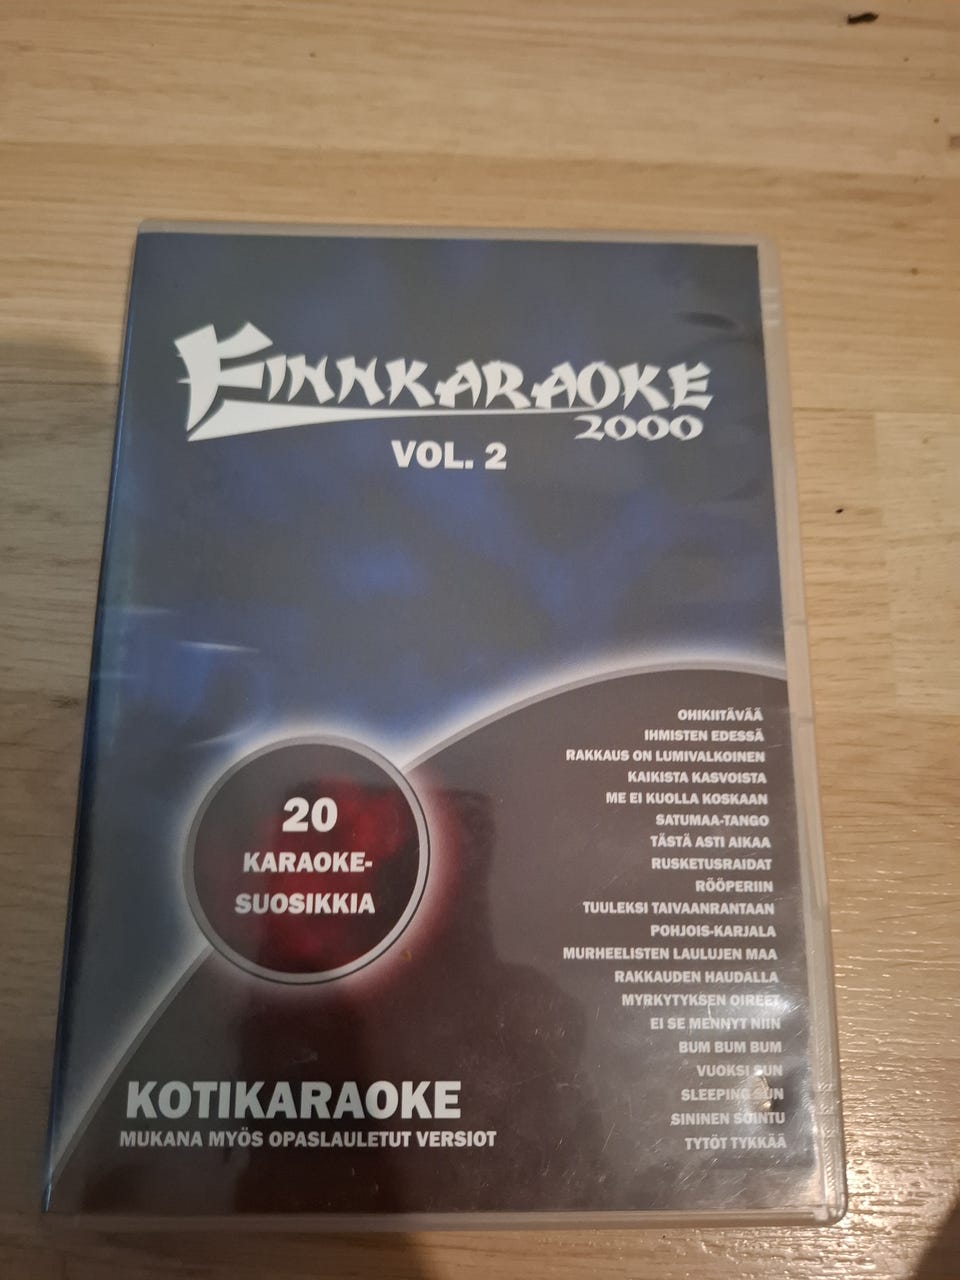 FINNKARAOKE
2000
VOL. 2
OHIKIITÄVÄÄ
IHMISTEN EDESSÄ
RAKKAUS ON LUMIVALKOINEN
KAIKISTA KASVOISTA
ME EI KUOLLA KOSKAAN
SATUMAA-TANGO
TÄSTÄ ASTI AIKAA
RUSKETUSRAIDAT
RÖÖPERIIN
TUULEKSI TAIVAANRANTAAN
POHJOIS-KARJALA
MURHEELISTEN LAULUJEN MAA
RAKKAUDEN HAUDALLA
MYRKYTYKSEN OIREET
EI SE MENNYT NIIN
BUM BUM BUM
VUOKSI SUN
SLEEPING SUN
SININEN SOINTU
TYTÖT TYKKÄÄ
20
KARAOKE-
SUOSIKKIA
KOTIKARAOKE
MUKANA MYÖS OPASLAULETUT VERSIOT